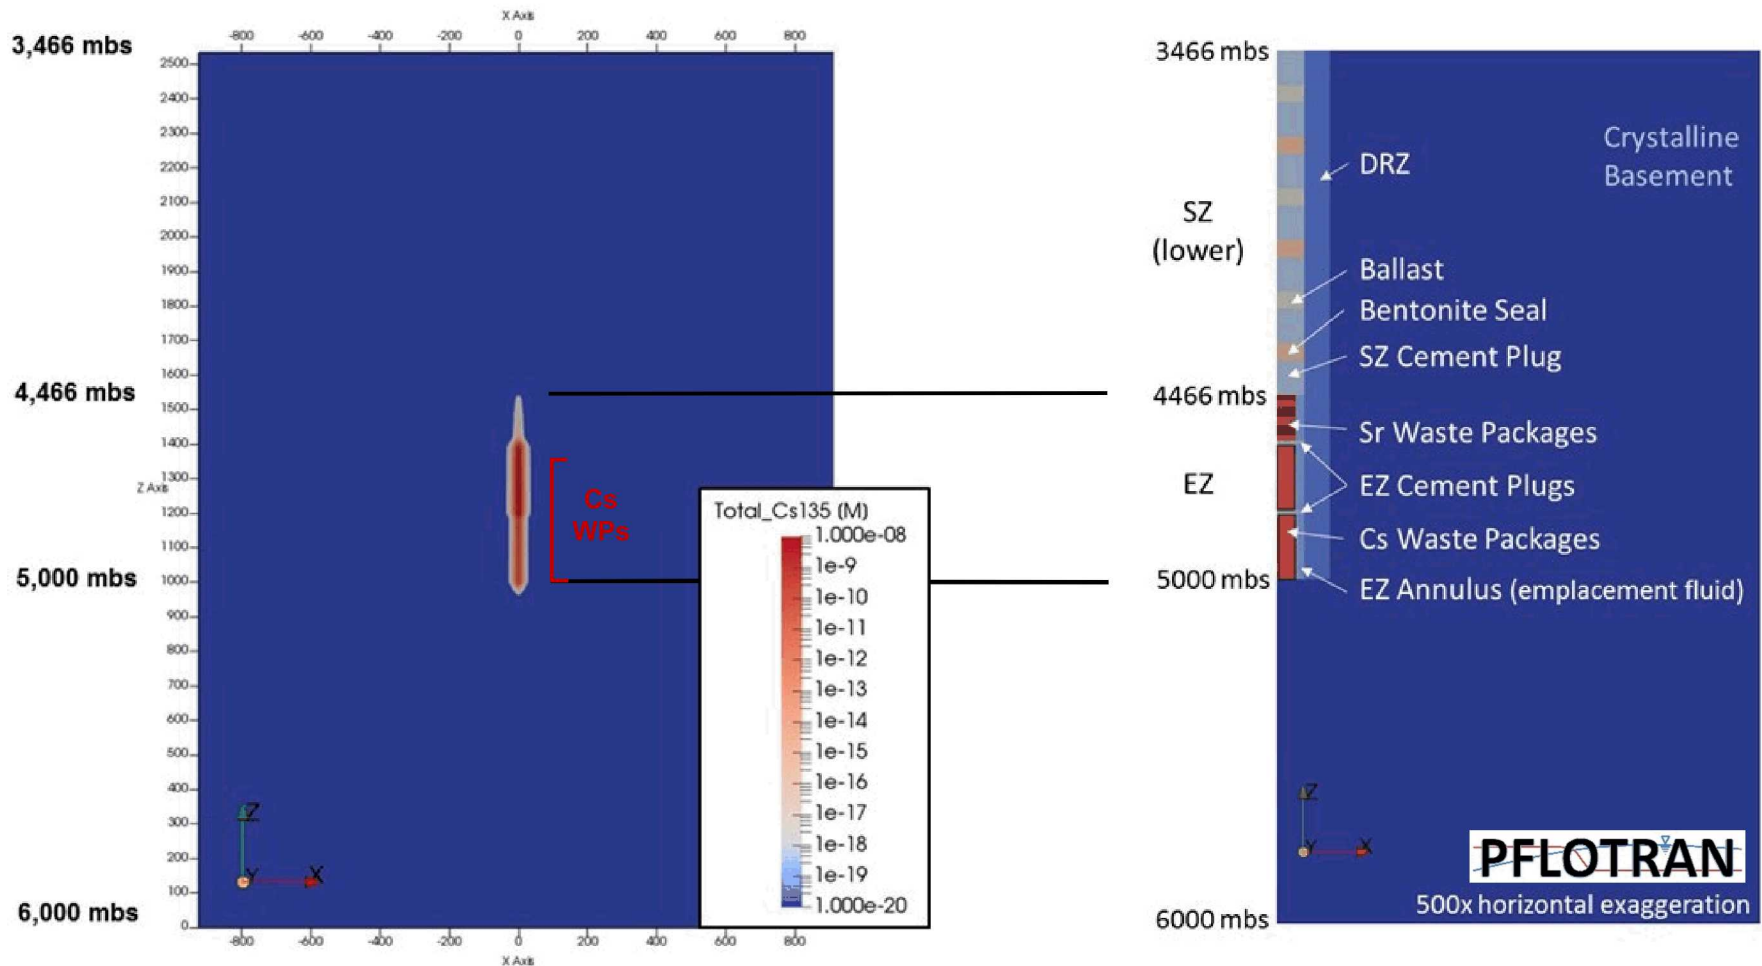 X Axis
-800 -600 -400 -200 0 200 400 600 800
3,466 mbs
4,466 mbs
5,000 mbs
6,000 mbs
2500
2400
2300
2200
2100
2000
1900
1800
1700
1600
1500
1400
1300
Z Axis
1200
1100
1000
900
800
700
600
500
400
300
200
100
0
Cs
WPs
Z
Y X
-800 -600 -400 -200 0 200 400 600 800
X Axis
Total_Cs135 (M)
1.000e-08
1e-9
1e-10
1e-11
1e-12
1e-13
1e-14
1e-15
1e-16
1e-17
1e-18
1e-19
1.000e-20
3466 mbs
SZ
(lower)
4466 mbs
EZ
5000 mbs
6000 mbs
Crystalline
Basement
DRZ
Ballast
Bentonite Seal
SZ Cement Plug
Sr Waste Packages
EZ Cement Plugs
Cs Waste Packages
EZ Annulus (emplacement fluid)
Z
Y X
PFLOTRAN
500x horizontal exaggeration